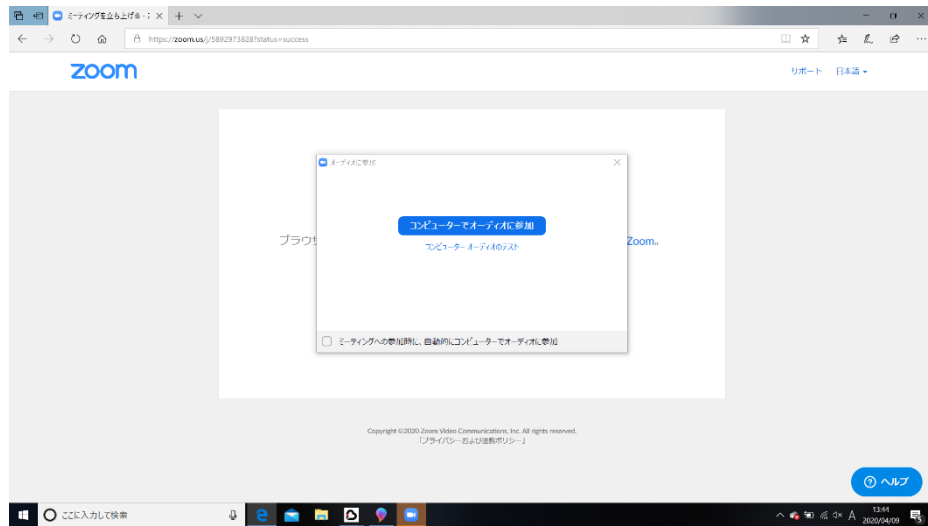 ミーティングを立ち上げる - Z
https://zoom.us/j/5892973828?status=success
zoom
サポート 日本語
オーディオに参加
コンピューターでオーディオに参加
コンピューター オーディオのテスト
ブラウザ
Zoom。
ミーティングへの参加時に、自動的にコンピューターでオーディオに参加
Copyright ©2020 Zoom Video Communications, Inc. All rights reserved.
「プライバシーおよび法務ポリシー」
ヘルプ
ここに入力して検索
A
13:44
2020/04/09
5